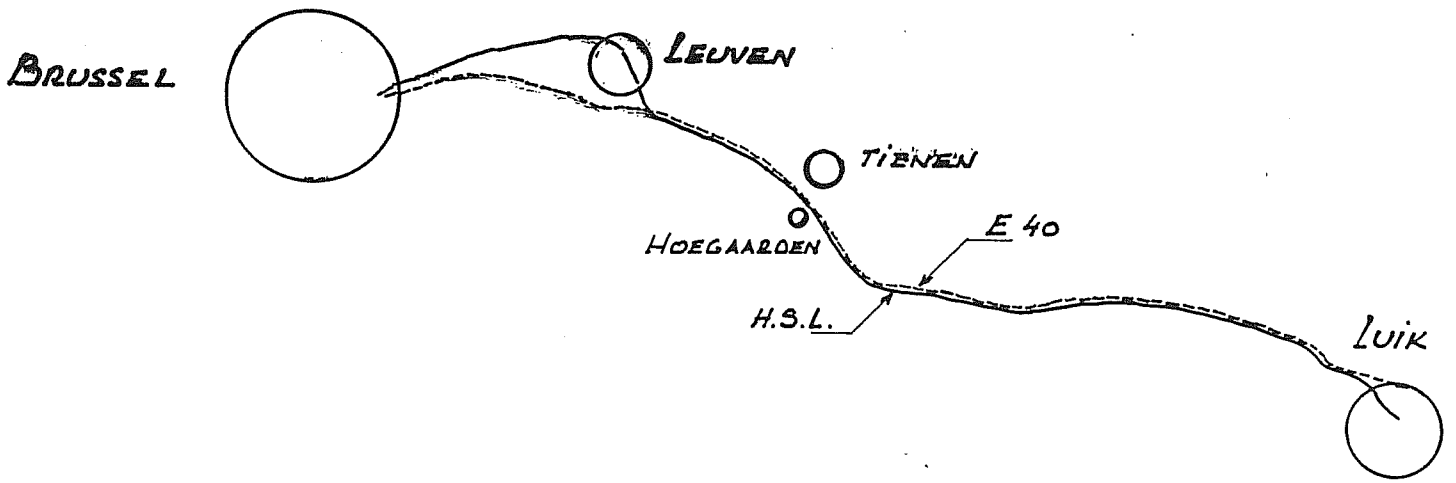 BRUSSEL
LEUVEN
TIENEN
HOEGAARDEN
E 40
H.S.L.
LUIK